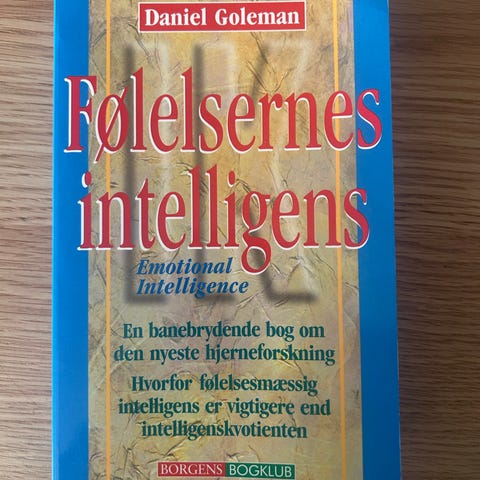 Daniel Goleman
Følelsernes
intelligens
Emotional
Intelligence
En banebrydende bog om
den nyeste hjerneforskning
Hvorfor følelsesmæssig
intelligens er vigtigere end
intelligenskvotienten
BORGENS BOGKLUB